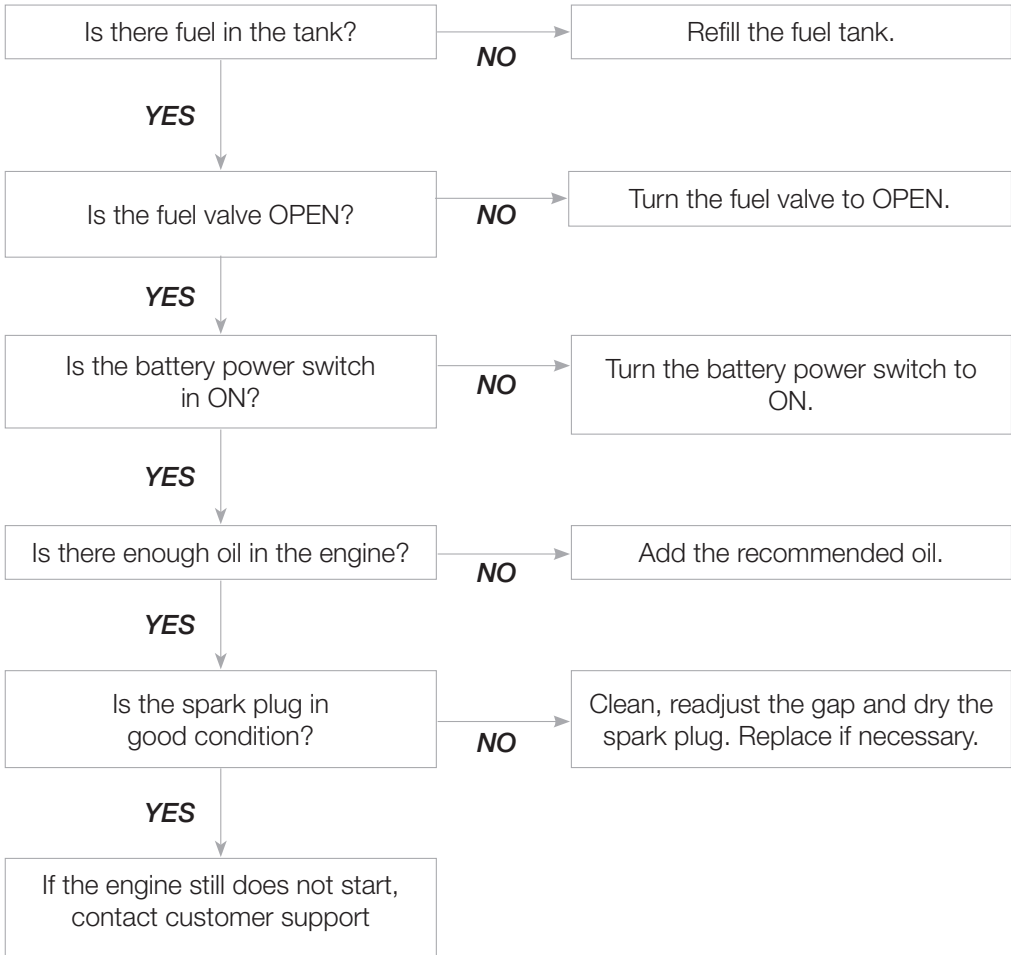 Is there fuel in the tank?
NO
Refill the fuel tank.
YES
Is the fuel valve OPEN?
NO
Turn the fuel valve to OPEN.
YES
Is the battery power switch
in ON?
NO
Turn the battery power switch to
ON.
YES
Is there enough oil in the engine?
NO
Add the recommended oil.
YES
Is the spark plug in
good condition?
NO
Clean, readjust the gap and dry the
spark plug. Replace if necessary.
YES
If the engine still does not start,
contact customer support